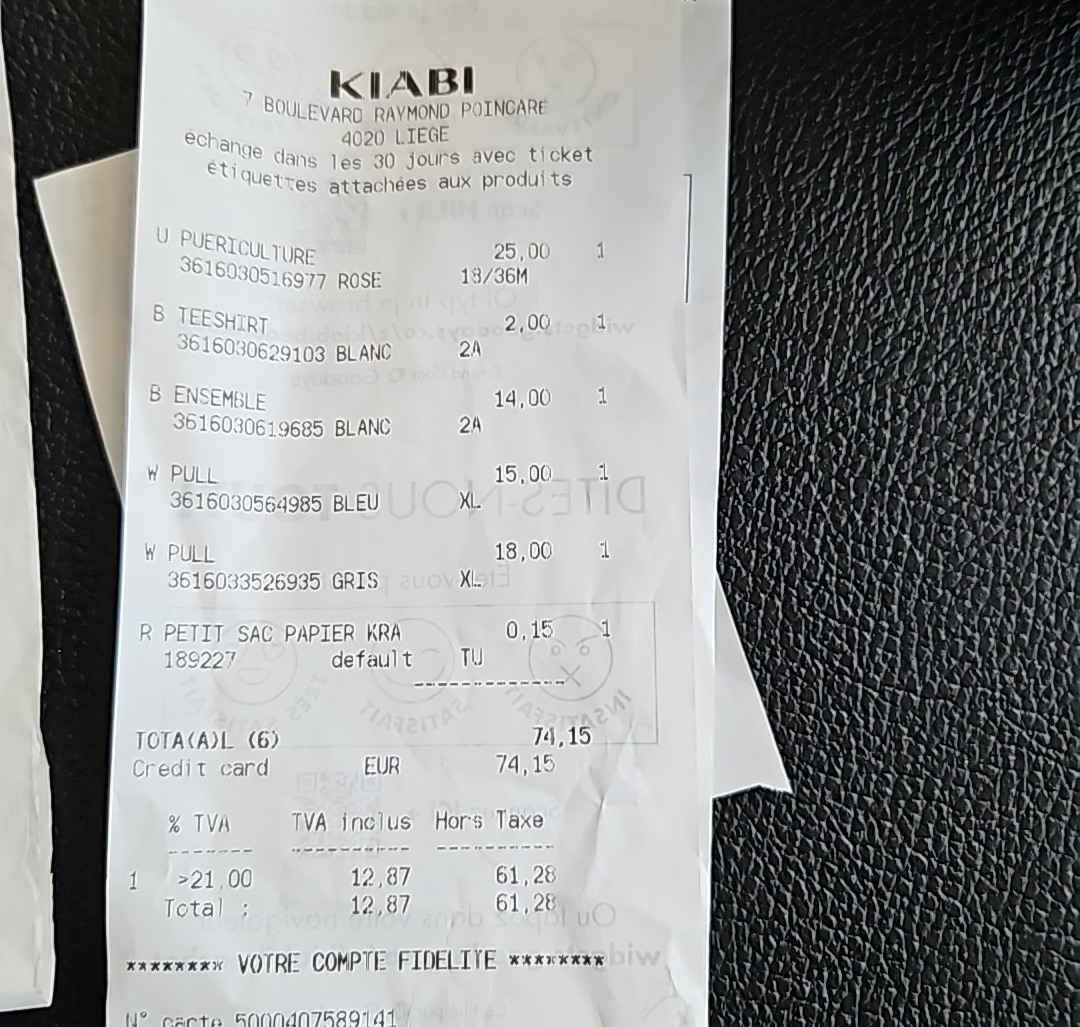 KIABI
7 BOULEVARD RAYMOND POINCARE
4020 LIEGE
échange dans les 30 jours avec ticket
étiquettes attachées aux produits
U PUERICULTURE 25,00 1
3616030516977 ROSE 18/36M
B TEESHIRT 2,00 1
3616030629103 BLANC 2A
B ENSEMBLE 14,00 1
3616030619685 BLANC 2A
W PULL 15,00 1
3616030564985 BLEU XL
W PULL 18,00 1
3616033526935 GRIS XL
R PETIT SAC PAPIER KRA 0,15 1
189227 default TU
------------
TOTA(A)L (6) 74,15
Credit card EUR 74,15
% TVA TVA inclus Hors Taxe
------- ---------- ----------
1 >21,00 12,87 61,28
Total : 12,87 61,28
******** VOTRE COMPTE FIDELITE ********
N° carte 5000407589141